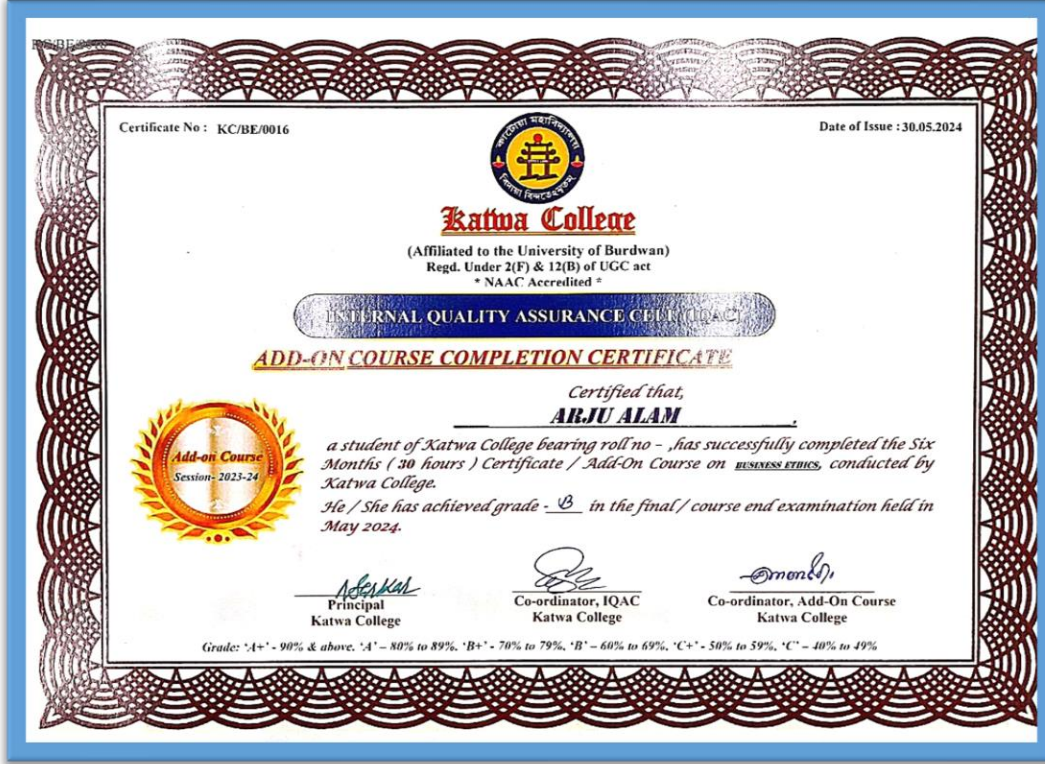 Certificate No : KC/BE/0016
Date of Issue : 30.05.2024
কাটোয়া মহাবিদ্যালয়
Katwa College
(Affiliated to the University of Burdwan)
Regd. Under 2(F) & 12(B) of UGC act
* NAAC Accredited *
INTERNAL QUALITY ASSURANCE CELL (IQAC)
ADD-ON COURSE COMPLETION CERTIFICATE
Certified that,
ARJU ALAM .
a student of Katwa College bearing roll no - ,has successfully completed the Six
Months ( 30 hours ) Certificate / Add-On Course on BUSINESS ETHICS, conducted by
Katwa College.
He / She has achieved grade - B in the final / course end examination held in
May 2024.
Add-on Course
Session- 2023-24
Principal
Katwa College
Co-ordinator, IQAC
Katwa College
Co-ordinator, Add-On Course
Katwa College
Grade: 'A+' - 90% & above. 'A' – 80% to 89%. 'B+' - 70% to 79%. 'B' – 60% to 69%. 'C+' - 50% to 59%. 'C' – 40% to 49%